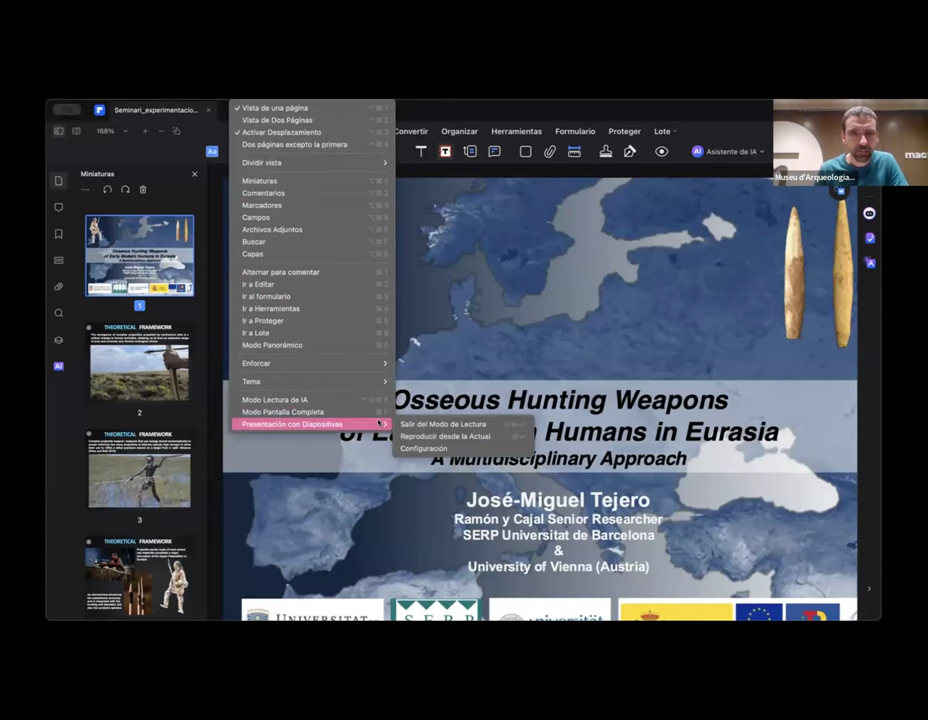 Seminari_experimentacio...
168%
Convertir
Organizar
Herramientas
Formulario
Proteger
Lote
Asistente de IA
Miniaturas
1
THEORETICAL FRAMEWORK
2
3
THEORETICAL FRAMEWORK
Vista de una página
Vista de Dos Páginas
Activar Desplazamiento
Dos páginas excepto la primera
Dividir vista
Miniaturas
Comentarios
Marcadores
Campos
Archivos Adjuntos
Buscar
Capas
Alternar para comentar
Ir a Editar
Ir al formulario
Ir a Herramientas
Ir a Proteger
Ir a Lote
Modo Panorámico
Enforcar
Tema
Modo Lectura de IA
Modo Pantalla Completa
Presentación con Diapositivas
Salir del Modo de Lectura
Reproducir desde la Actual
Configuración
Osseous Hunting Weapons
Humans in Eurasia
A Multidisciplinary Approach
José-Miguel Tejero
Ramón y Cajal Senior Researcher
SERP Universitat de Barcelona
&
University of Vienna (Austria)
Museu d'Arqueologia...
mac